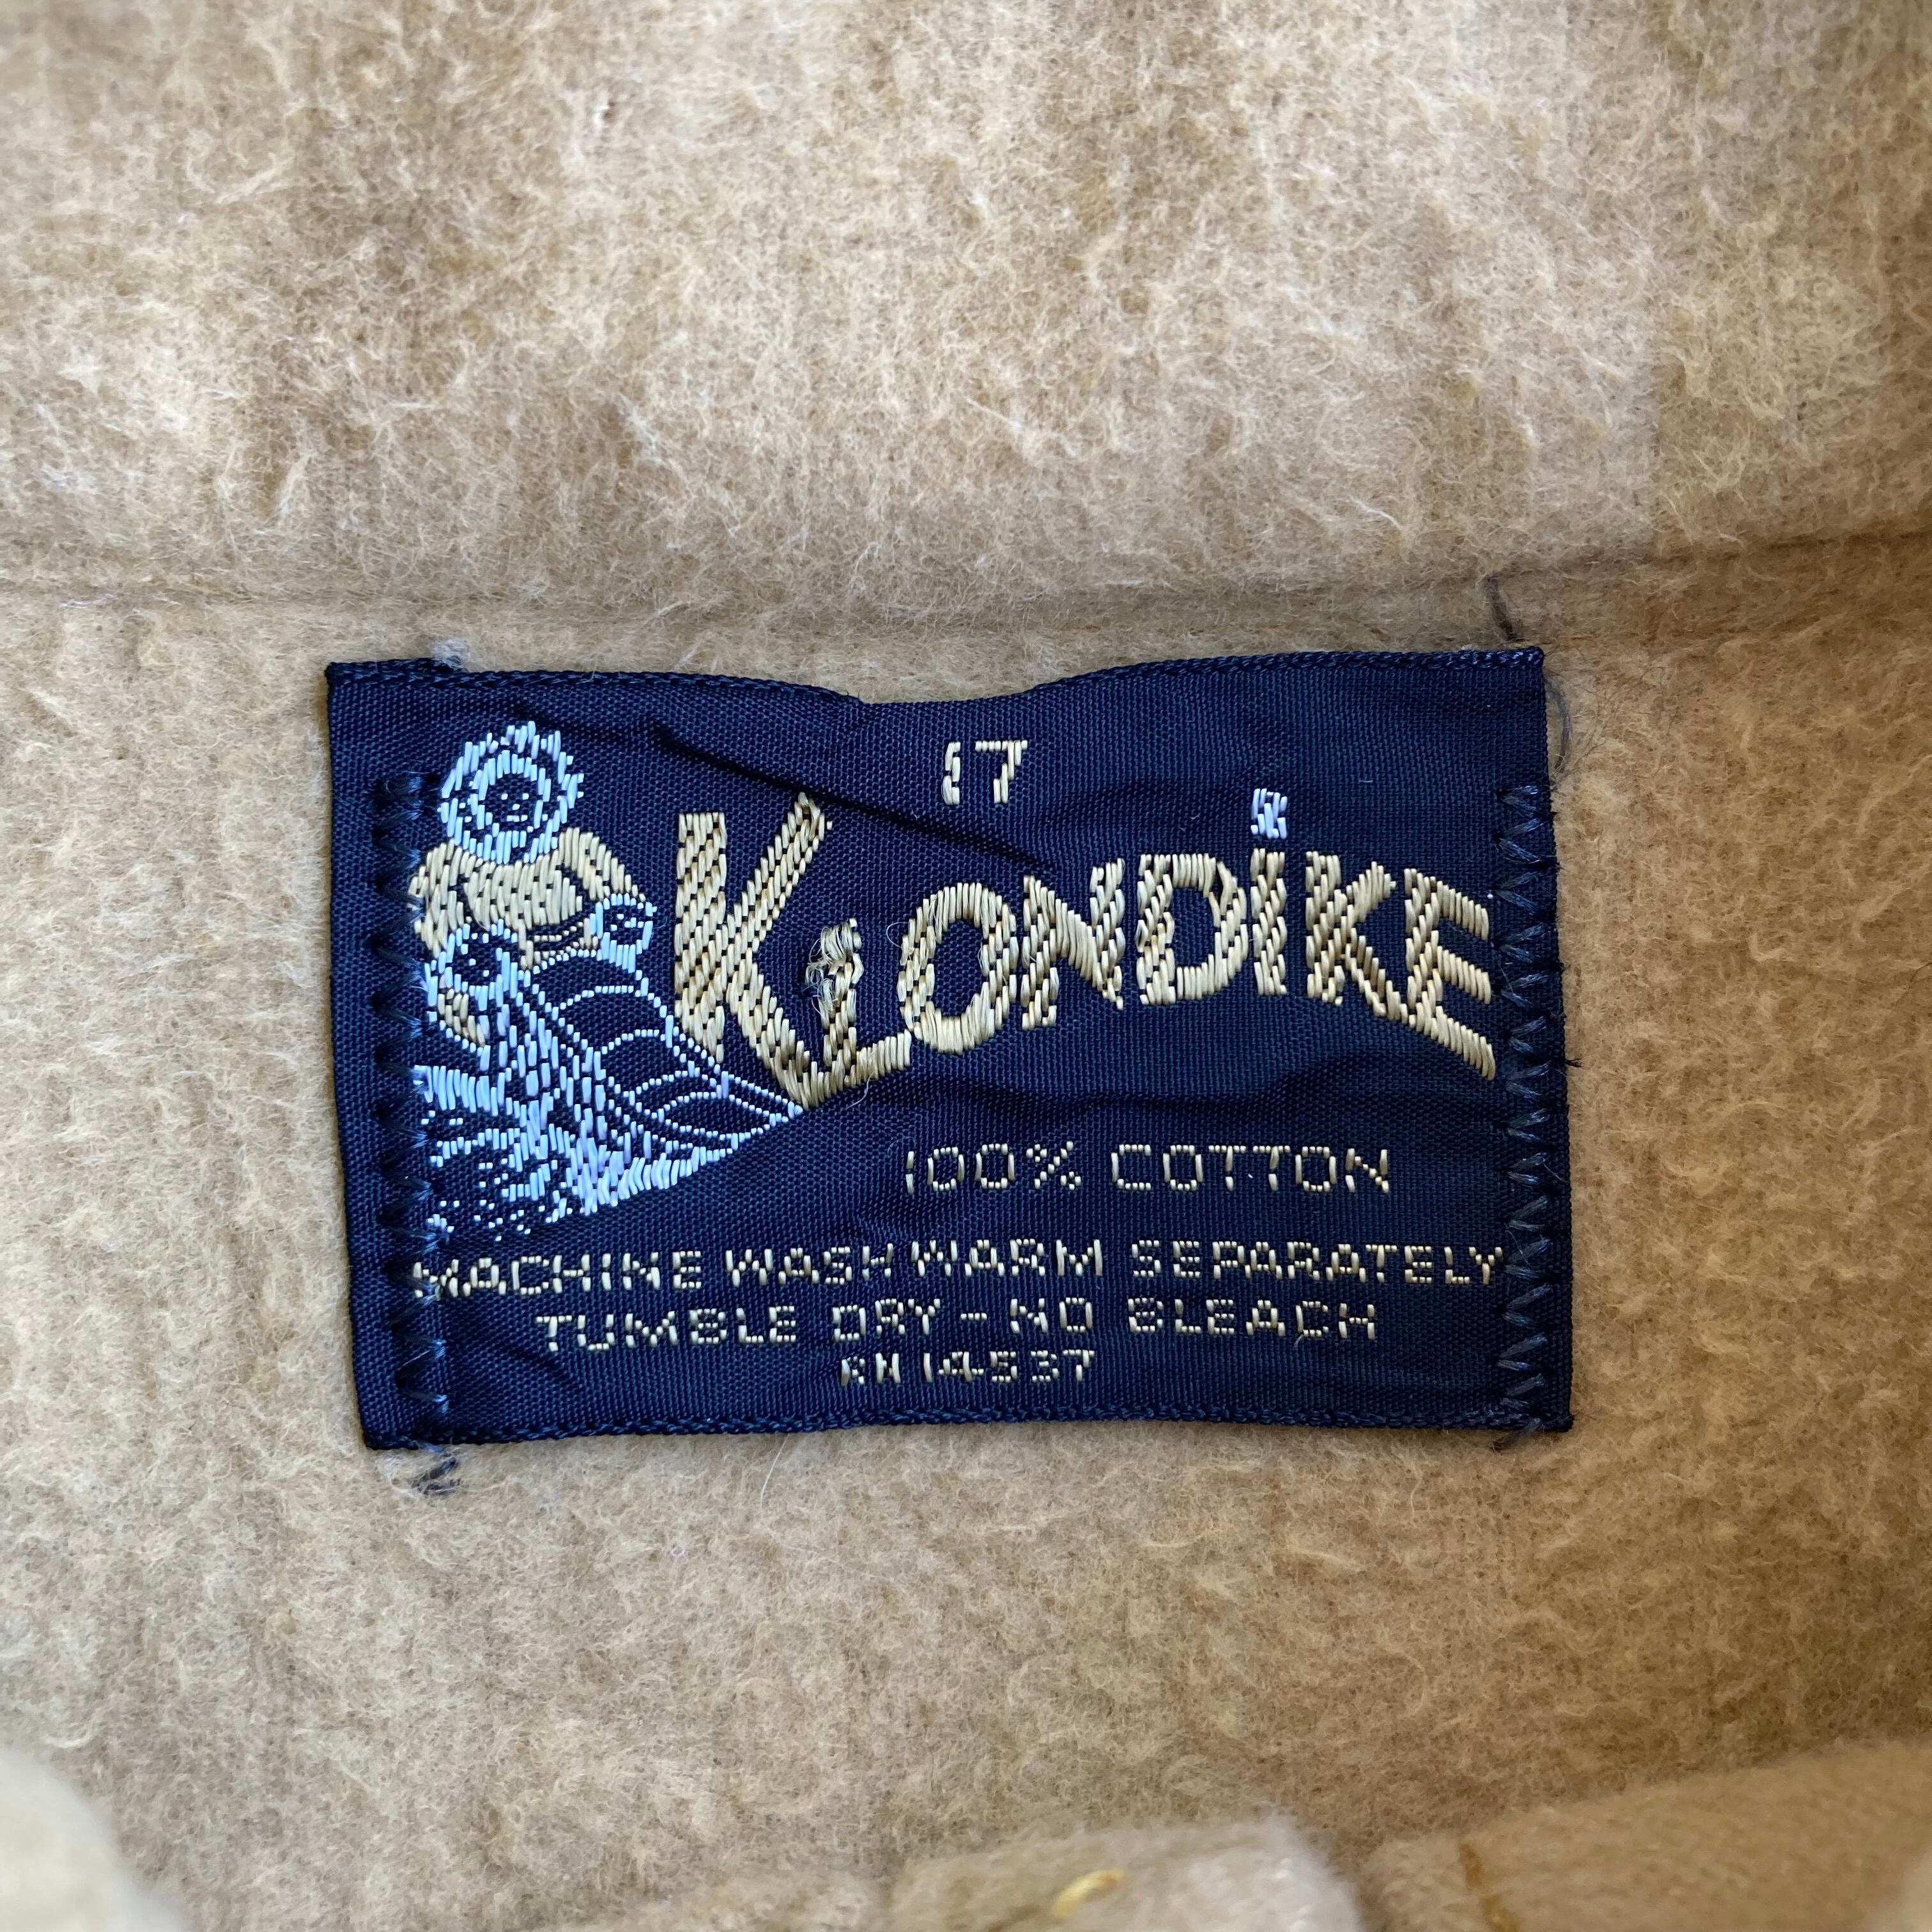 17
KLONDIKE
100% COTTON
MACHINE WASH WARM SEPARATELY
TUMBLE DRY - NO BLEACH
RN 14537